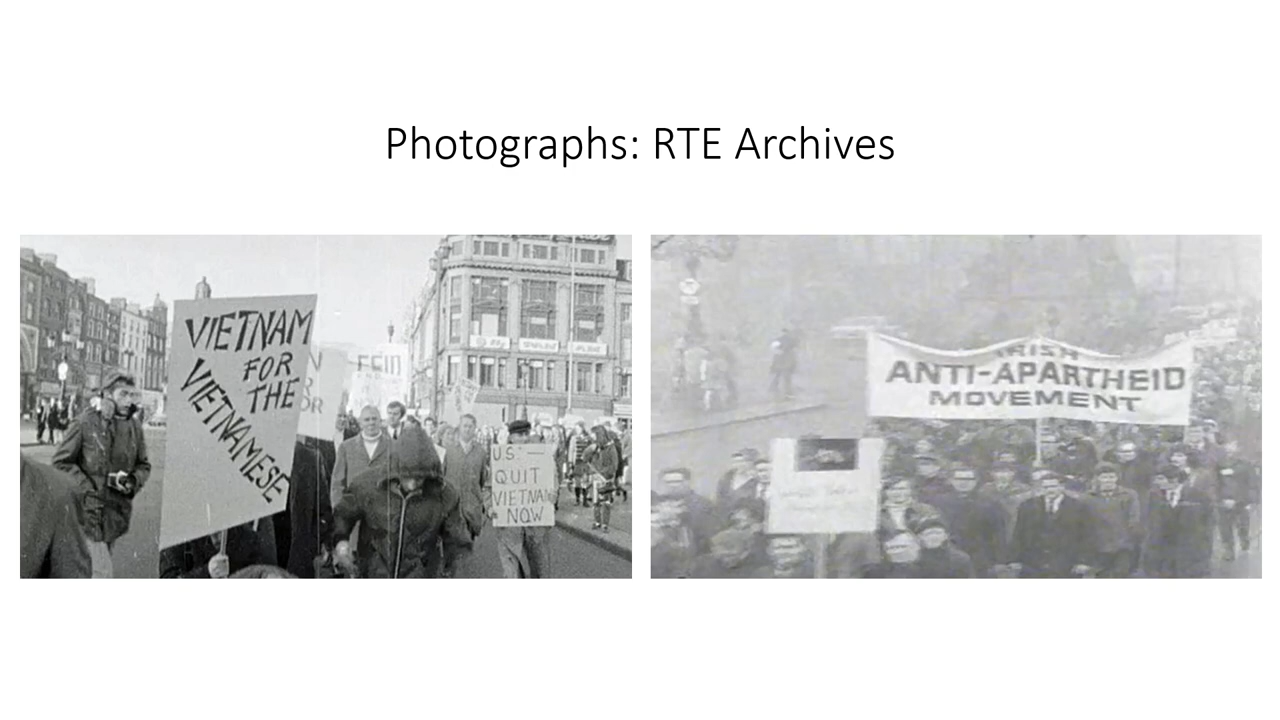 Photographs: RTE Archives
VIETNAM
FOR
THE
VIETNAMESE
U.S. —
QUIT
VIETNAM
NOW
IRISH
ANTI-APARTHEID
MOVEMENT